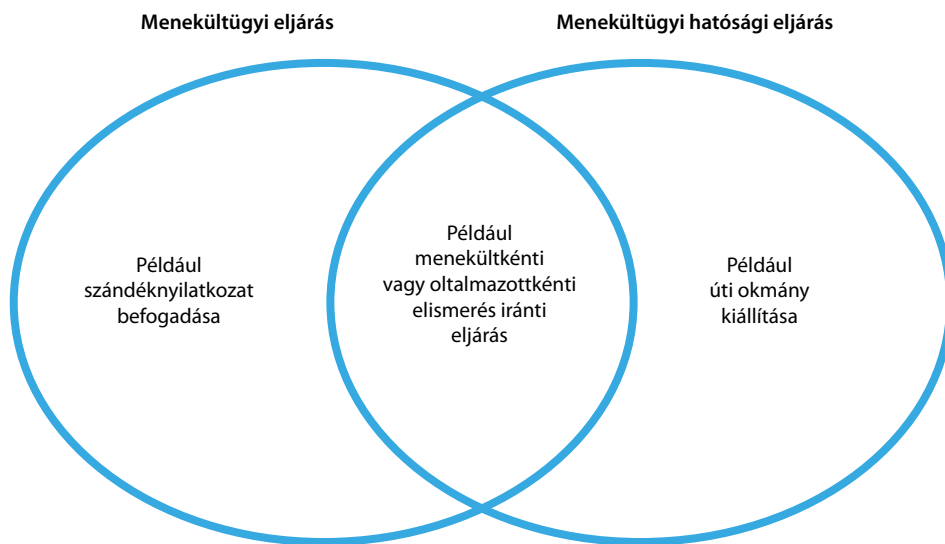 Menekültügyi eljárás
Menekültügyi hatósági eljárás
Például
szándéknyilatkozat
befogadása
Például
menekültkénti
vagy oltalmazottkénti
elismerés iránti
eljárás
Például
úti okmány
kiállítása